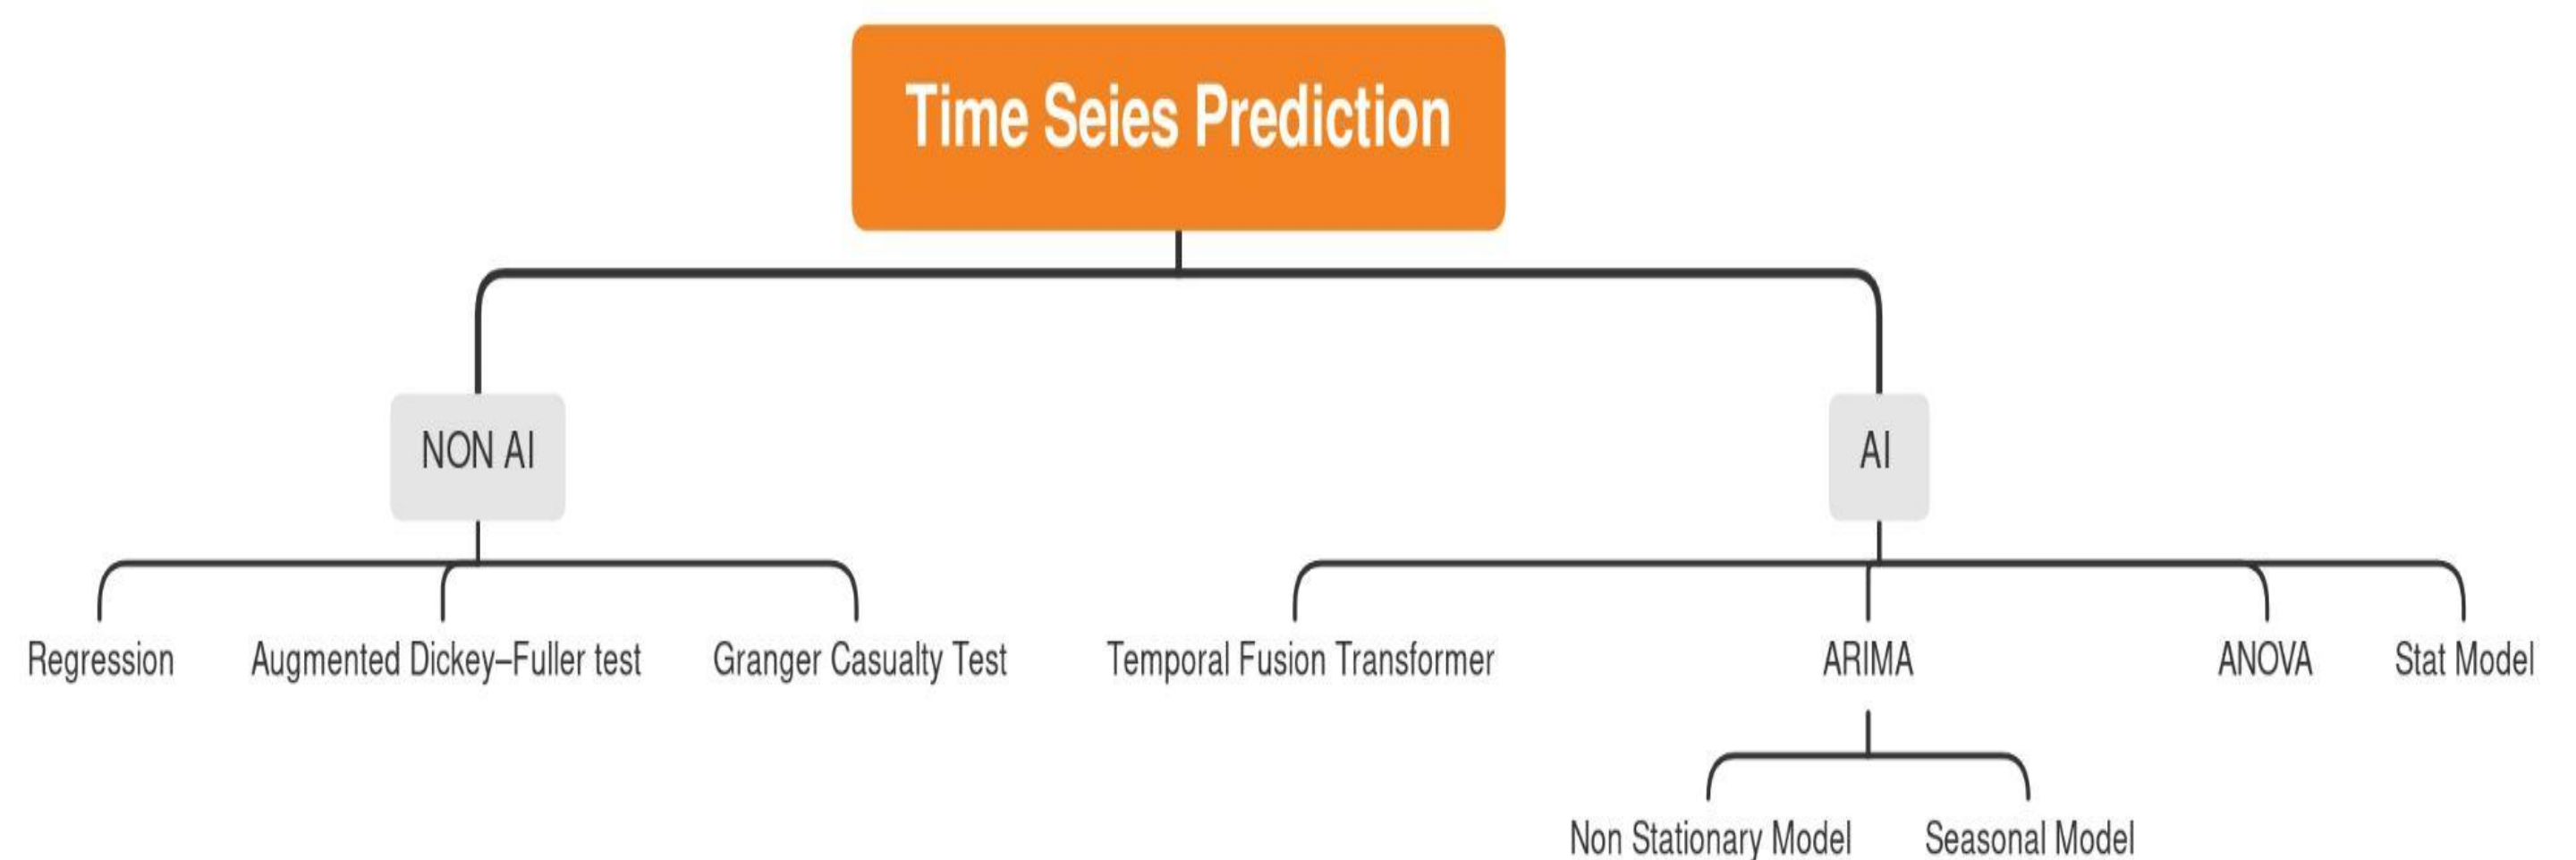 Time Seies Prediction
NON AI
AI
Regression
Augmented Dickey–Fuller test
Granger Casualty Test
Temporal Fusion Transformer
ARIMA
ANOVA
Stat Model
Non Stationary Model
Seasonal Model